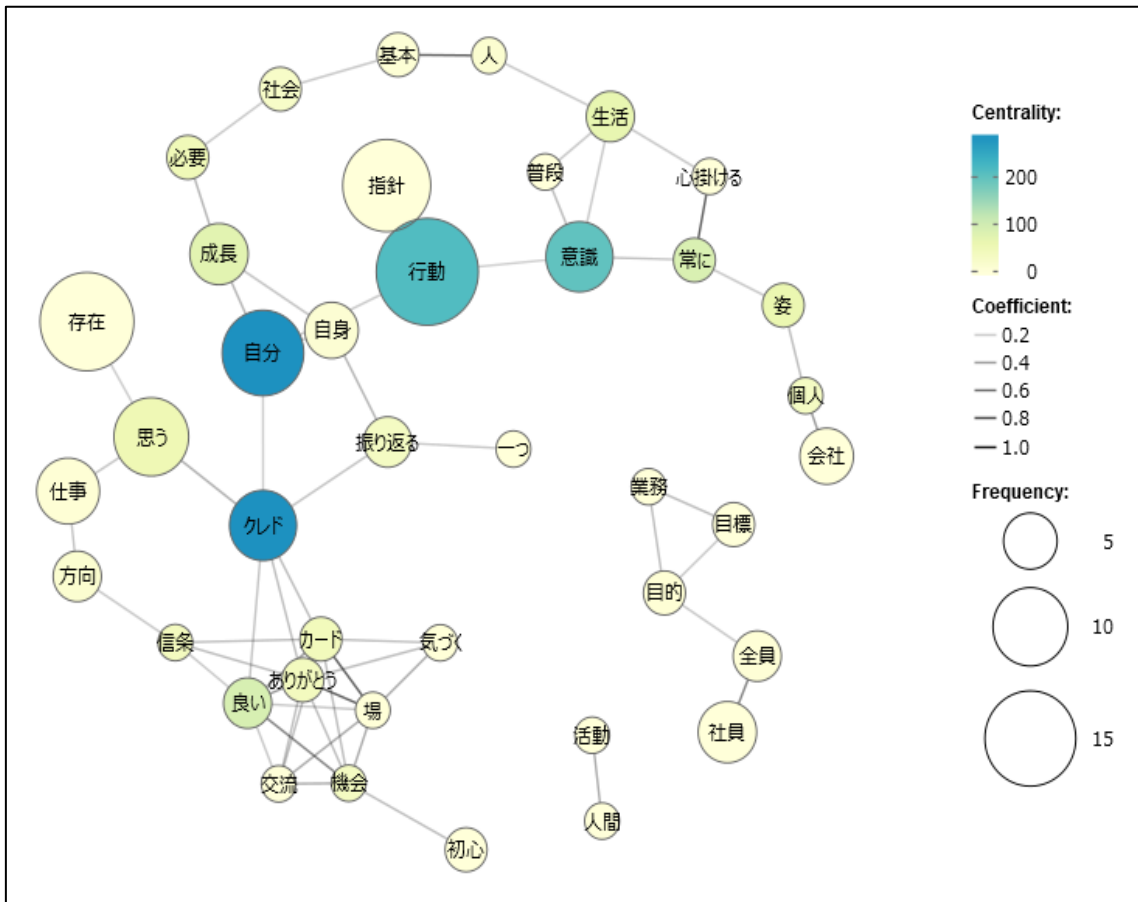 基本
人
社会
生活
必要
普段
心掛ける
指針
成長
行動
意識
常に
存在
自分
自身
姿
個人
思う
振り返る
一つ
会社
仕事
クレド
業務
目標
方向
目的
信条
カード
気づく
全員
ありがとう
良い
場
社員
活動
交流
機会
人間
初心
Centrality:
200
100
0
Coefficient:
0.2
0.4
0.6
0.8
1.0
Frequency:
5
10
15